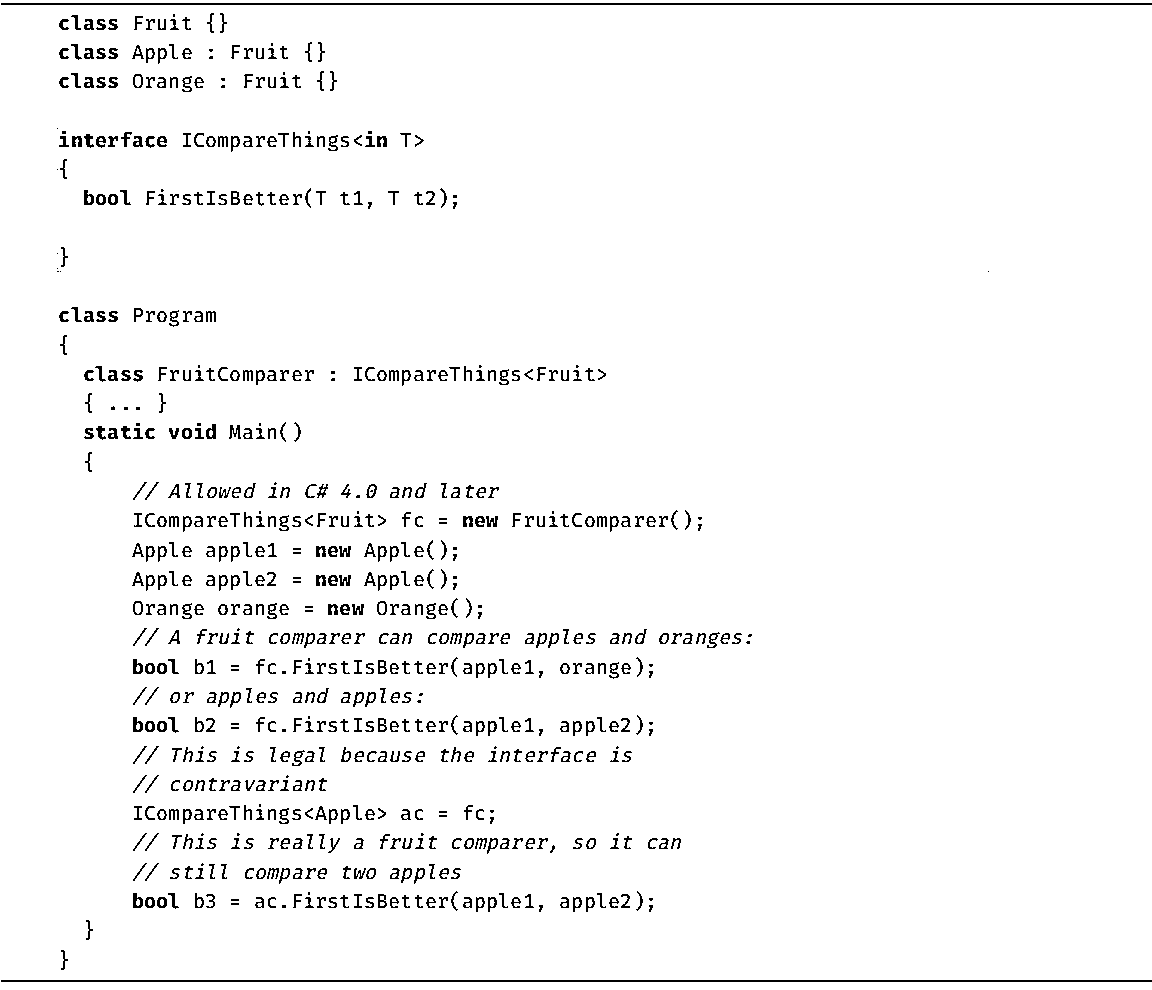 class Fruit {}
class Apple : Fruit {}
class Orange : Fruit {}
interface ICompareThings<in T>
{
bool FirstIsBetter(T t1, T t2);
}
class Program
{
class FruitComparer : ICompareThings<Fruit>
{ ... }
static void Main()
{
// Allowed in C# 4.0 and later
ICompareThings<Fruit> fc = new FruitComparer();
Apple apple1 = new Apple();
Apple apple2 = new Apple();
Orange orange = new Orange();
// A fruit comparer can compare apples and oranges:
bool b1 = fc.FirstIsBetter(apple1, orange);
// or apples and apples:
bool b2 = fc.FirstIsBetter(apple1, apple2);
// This is legal because the interface is
// contravariant
ICompareThings<Apple> ac = fc;
// This is really a fruit comparer, so it can
// still compare two apples
bool b3 = ac.FirstIsBetter(apple1, apple2);
}
}